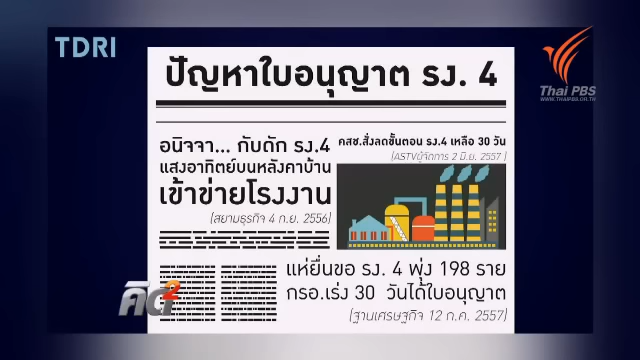 TDRI
ปัญหาใบอนุญาต รง. 4
Thai PBS
WWW.THAIPBS.OR.TH
อนิจจา... กับดัก รง.4
แสงอาทิตย์บนหลังคาบ้าน
เข้าข่ายโรงงาน
(สยามธุรกิจ 4 ก.ย. 2556)
คสช.สั่งลดขั้นตอน รง.4 เหลือ 30 วัน
(ASTVผู้จัดการ 2 มิ.ย. 2557)
แห่ยื่นขอ รง. 4 พุ่ง 198 ราย
กรอ.เร่ง 30 วันได้ใบอนุญาต
(ฐานเศรษฐกิจ 12 ก.ค. 2557)
คิด2